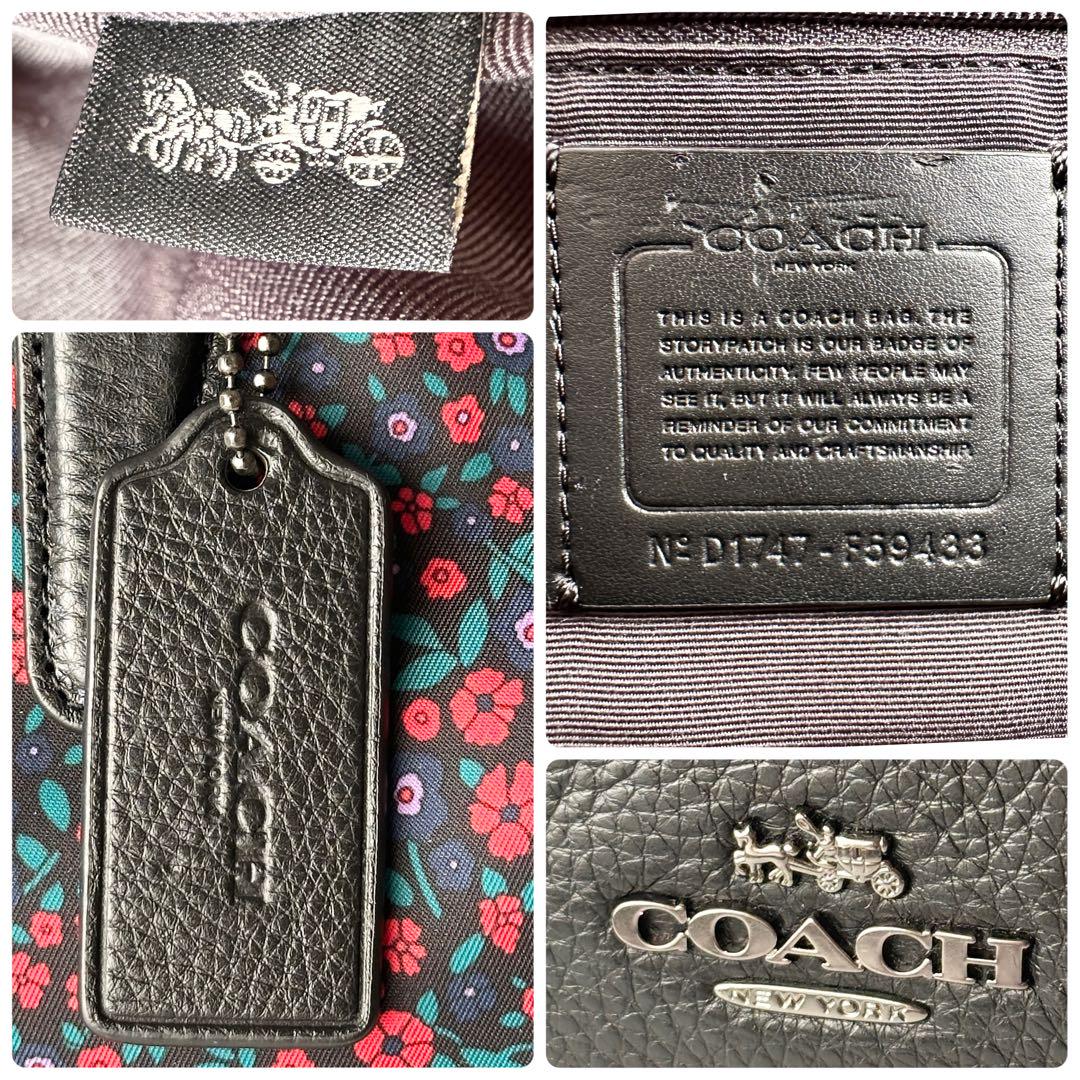 COACH
NEW YORK
THIS IS A COACH BAG. THE
STORYPATCH IS OUR BADGE OF
AUTHENTICITY. FEW PEOPLE MAY
SEE IT, BUT IT WILL ALWAYS BE A
REMINDER OF OUR COMMITMENT
TO QUALITY AND CRAFTSMANSHIP.
Nº D1747-F59433
COACH
COACH
NEW YORK